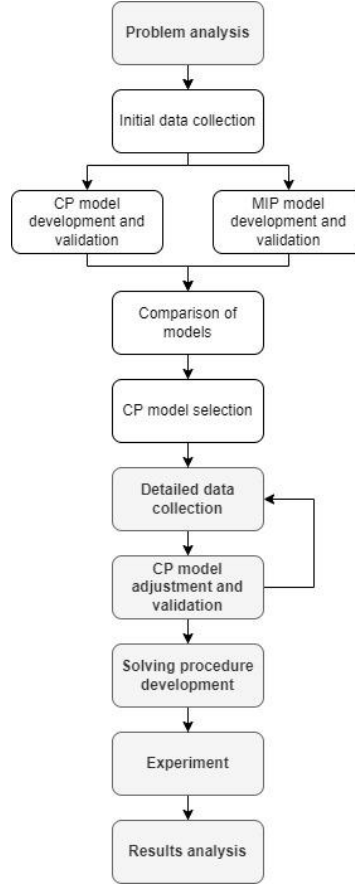 Problem analysis
Initial data collection
CP model
development and
validation
MIP model
development and
validation
Comparison of
models
CP model selection
Detailed data
collection
CP model
adjustment and
validation
Solving procedure
development
Experiment
Results analysis